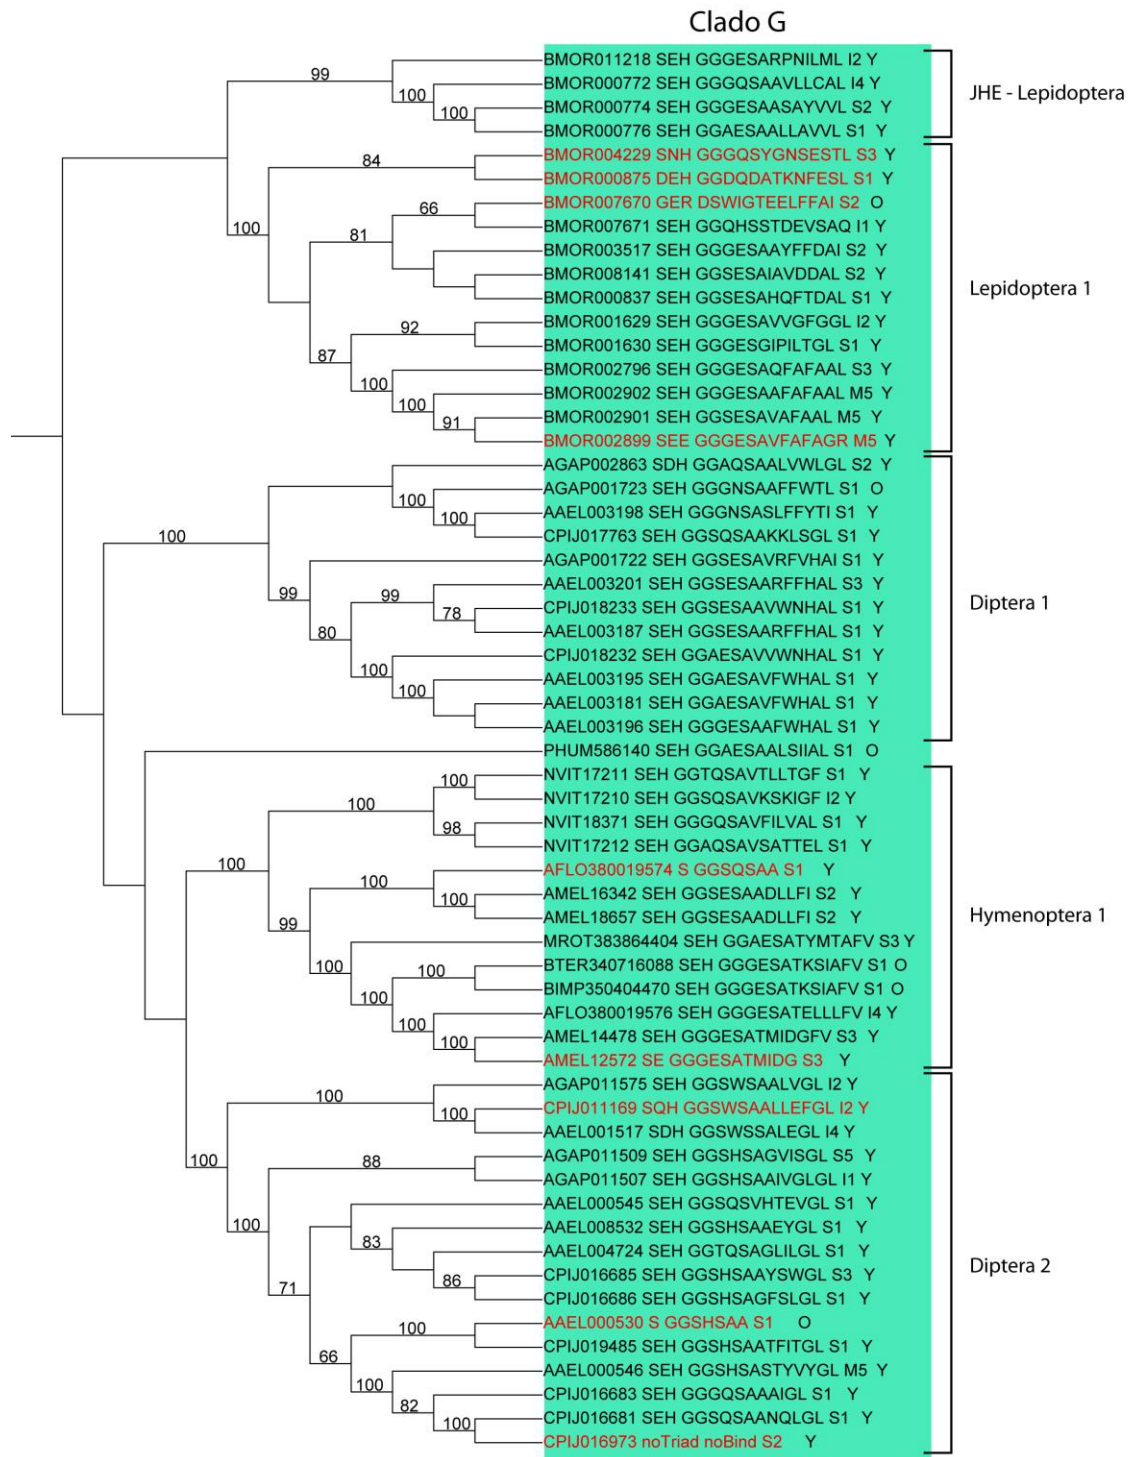 Clado G
BMOR011218 SEH GGGESARPNILML I2 Y
99
BMOR000772 SEH GGGQSAAVLLCAL I4 Y
JHE - Lepidoptera
100
BMOR000774 SEH GGGESAASAYVVL S2 Y
100
BMOR000776 SEH GGAESAALLAVVL S1 Y
BMOR004229 SNH GGGQSYGNSESTL S3 Y
84
BMOR000875 DEH GGDQDATKNFESL S1 Y
BMOR007670 GER DSWIGTEELFFAI S2 O
66
100
BMOR007671 SEH GGQHSSTDEVSAQ I1 Y
81
BMOR003517 SEH GGGESAAYFFDAI S2 Y
BMOR008141 SEH GGSESAIAVDDAL S2 Y
Lepidoptera 1
BMOR000837 SEH GGSESAHQFTDAL S1 Y
BMOR001629 SEH GGGESAVVGFGGL I2 Y
92
BMOR001630 SEH GGGESGIPILTGL S1 Y
87
BMOR002796 SEH GGGESAQFAFAAL S3 Y
100
BMOR002902 SEH GGGESAAFAFAAL M5 Y
100
BMOR002901 SEH GGSESAVAFAAL M5 Y
91
BMOR002899 SEE GGGESAVFAFAGR M5 Y
AGAP002863 SDH GGAQSAALVWLGL S2 Y
AGAP001723 SEH GGGNSAAFFWTL S1 O
100
AAEL003198 SEH GGGNSASLFFYTI S1 Y
100
100
CPIJ017763 SEH GGSQSAAKKLSGL S1 Y
AGAP001722 SEH GGSESAVRFVHAI S1 Y
AAEL003201 SEH GGSESAARFFHAL S3 Y
99
99
CPIJ018233 SEH GGSESAAVWNHAL S1 Y
Diptera 1
78
AAEL003187 SEH GGSESAARFFHAL S1 Y
80
CPIJ018232 SEH GGAESAVVWNHAL S1 Y
100
AAEL003195 SEH GGAESAVFWHAL S1 Y
100
AAEL003181 SEH GGAESAVFWHAL S1 Y
AAEL003196 SEH GGGESAAFWHAL S1 Y
PHUM586140 SEH GGAESAALSIIAL S1 O
NVIT17211 SEH GGTQSAVTLLTGF S1 Y
100
NVIT17210 SEH GGSQSAVKSKIGF I2 Y
100
NVIT18371 SEH GGGQSAVFILVAL S1 Y
98
NVIT17212 SEH GGAQSAVSATTEL S1 Y
100
AFLO380019574 S GGSQSAA S1 Y
100
AMEL16342 SEH GGSESAADLLFI S2 Y
100
AMEL18657 SEH GGSESAADLLFI S2 Y
Hymenoptera 1
99
MROT383864404 SEH GGAESATYMTAFV S3 Y
100
BTER340716088 SEH GGGESATKSIAFV S1 O
100
BIMP350404470 SEH GGGESATKSIAFV S1 O
100
AFLO380019576 SEH GGGESATELLLFV I4 Y
100
AMEL14478 SEH GGGESATMIDGFV S3 Y
100
AMEL12572 SE GGGESATMIDG S3 Y
AGAP011575 SEH GGSWSAALVGL I2 Y
100
CPIJ011169 SQH GGSWSAALLEFGL I2 Y
100
AAEL001517 SDH GGSWSSALEGL I4 Y
100
AGAP011509 SEH GGSHSAGVISGL S5 Y
88
AGAP011507 SEH GGSHSAAIVGLGL I1 Y
AAEL000545 SEH GGSQSVHTEVGL S1 Y
100
AAEL008532 SEH GGSHSAAEYGL S1 Y
83
AAEL004724 SEH GGTQSAGLILGL S1 Y
Diptera 2
CPIJ016685 SEH GGSHSAAYSWGL S3 Y
86
71
CPIJ016686 SEH GGSHSAGFSLGL S1 Y
AAEL000530 S GGSHSAA S1 O
100
CPIJ019485 SEH GGSHSAATFITGL S1 Y
66
AAEL000546 SEH GGSHSASTYVYGL M5 Y
100
CPIJ016683 SEH GGGQSAAAIGL S1 Y
82
CPIJ016681 SEH GGSQSAANQLGL S1 Y
100
CPIJ016973 noTriad noBind S2 Y